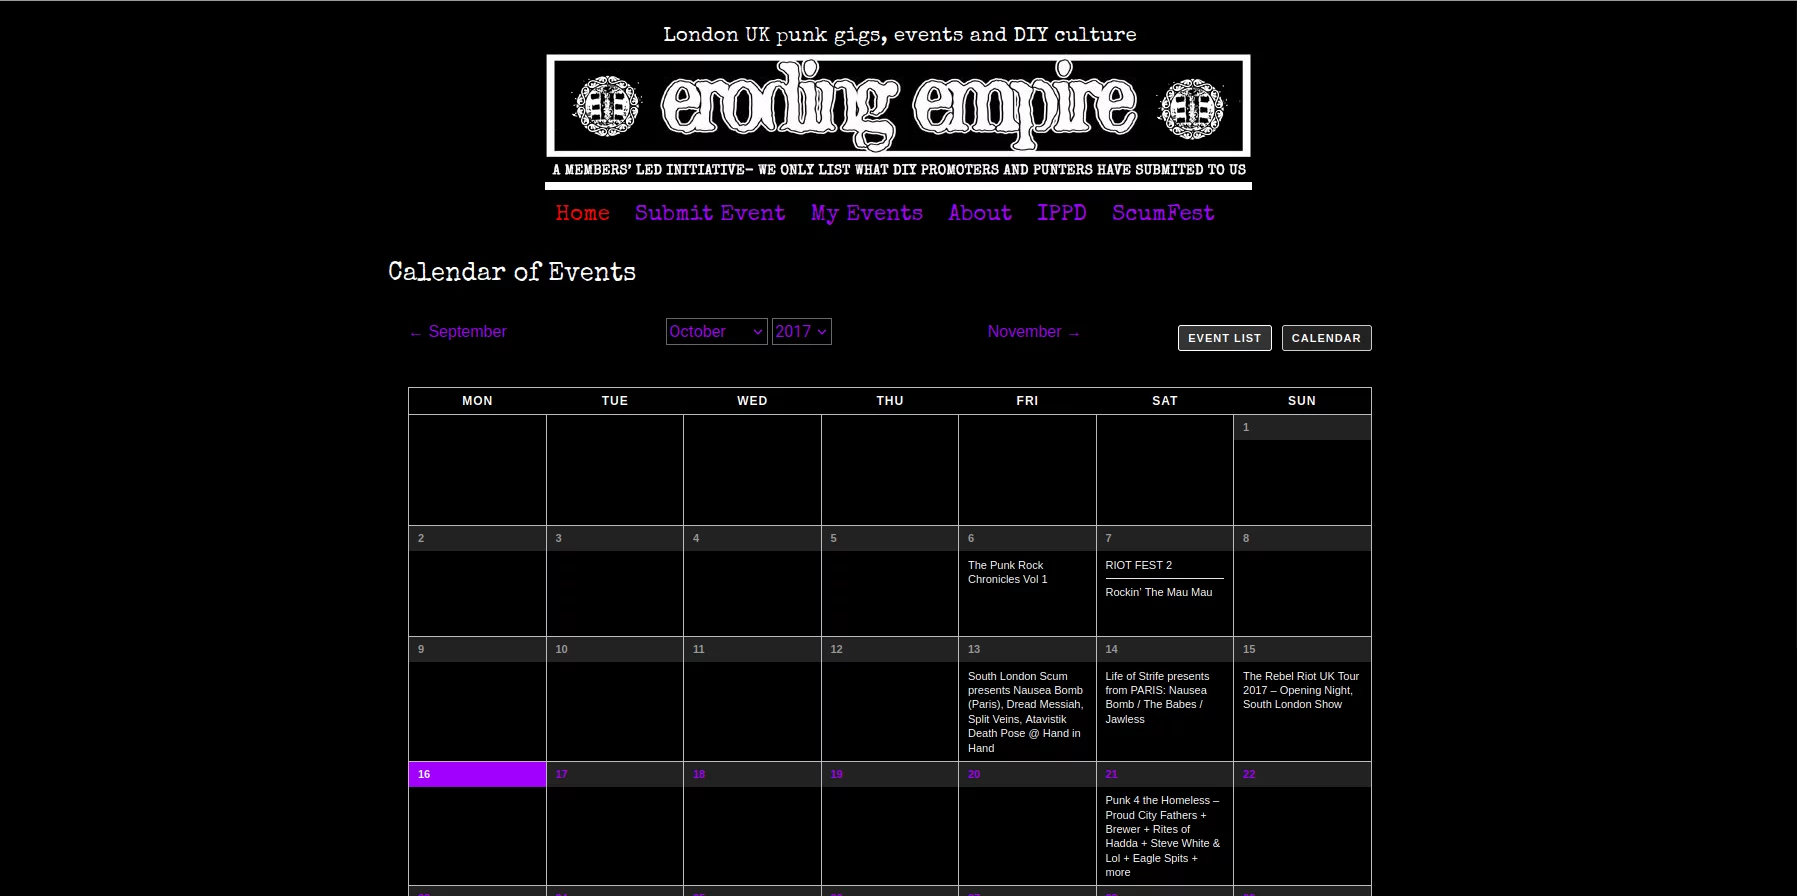 London UK punk gigs, events and DIY culture
eroding empire
A MEMBERS' LED INITIATIVE- WE ONLY LIST WHAT DIY PROMOTERS AND PUNTERS HAVE SUBMITED TO US
Home Submit Event My Events About IPPD ScumFest
Calendar of Events
← September October 2017 November → EVENT LIST CALENDAR
MON TUE WED THU FRI SAT SUN
1
2 3 4 5 6 7 8
The Punk Rock
Chronicles Vol 1
RIOT FEST 2
Rockin' The Mau Mau
9 10 11 12 13 14 15
South London Scum
presents Nausea Bomb
(Paris), Dread Messiah,
Split Veins, Atavistik
Death Pose @ Hand in
Hand
Life of Strife presents
from PARIS: Nausea
Bomb / The Babes /
Jawless
The Rebel Riot UK Tour
2017 – Opening Night,
South London Show
16 17 18 19 20 21 22
Punk 4 the Homeless –
Proud City Fathers +
Brewer + Rites of
Hadda + Steve White &
Lol + Eagle Spits +
more